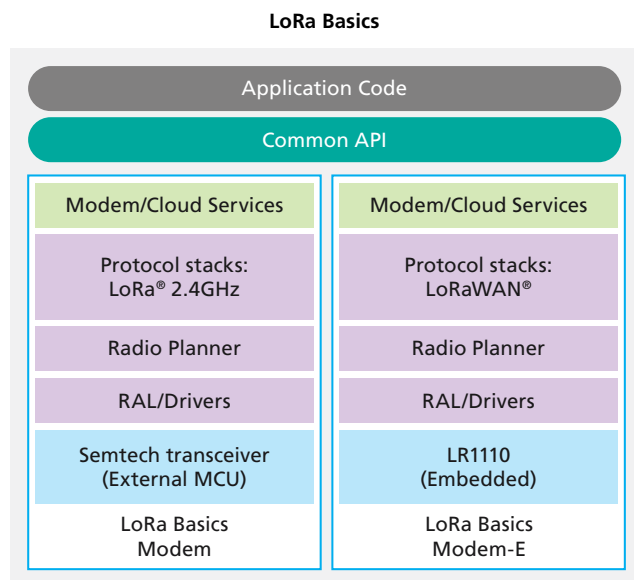 LoRa Basics
Application Code
Common API
Modem/Cloud Services
Protocol stacks:
LoRa® 2.4GHz
Radio Planner
RAL/Drivers
Semtech transceiver
(External MCU)
LoRa Basics
Modem
Modem/Cloud Services
Protocol stacks:
LoRaWAN®
Radio Planner
RAL/Drivers
LR1110
(Embedded)
LoRa Basics
Modem-E